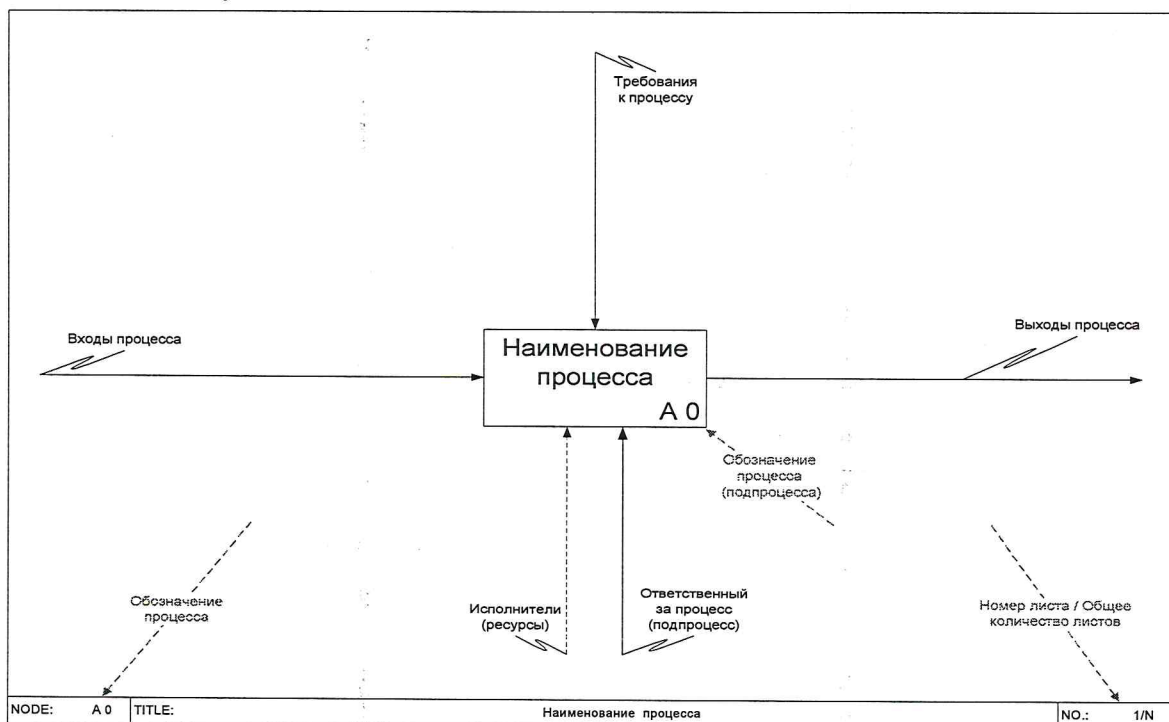 Требования
к процессу
Входы процесса
Наименование
процесса
А 0
Выходы процесса
Обозначение
процесса
(подпроцесса)
Обозначение
процесса
Исполнители
(ресурсы)
Ответственный
за процесс
(подпроцесс)
Номер листа / Общее
количество листов
NODE: А 0 TITLE: Наименование процесса NO.: 1/N